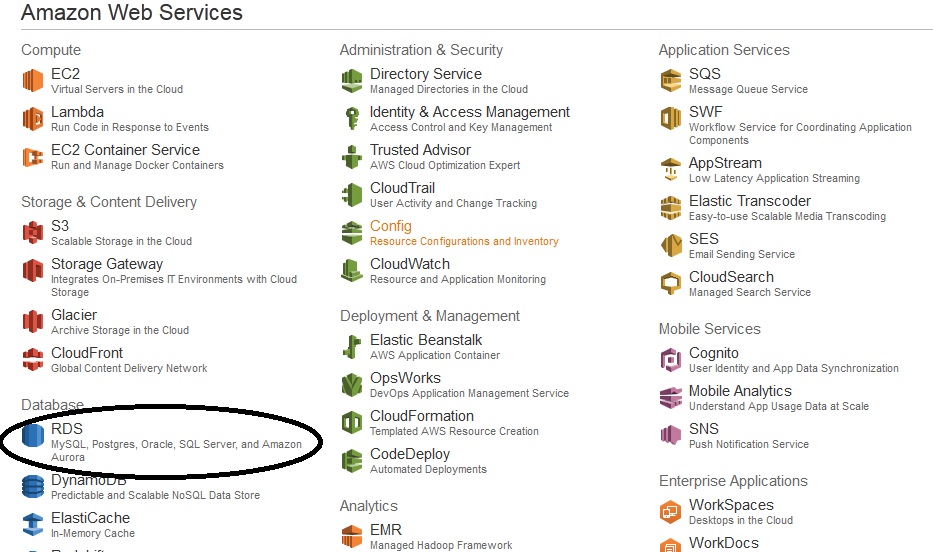 Amazon Web Services
Compute
EC2
Virtual Servers in the Cloud
Lambda
Run Code in Response to Events
EC2 Container Service
Run and Manage Docker Containers
Storage & Content Delivery
S3
Scalable Storage in the Cloud
Storage Gateway
Integrates On-Premises IT Environments with Cloud
Storage
Glacier
Archive Storage in the Cloud
CloudFront
Global Content Delivery Network
Database
RDS
MySQL, Postgres, Oracle, SQL Server, and Amazon
Aurora
DynamoDB
Predictable and Scalable NoSQL Data Store
ElastiCache
In-Memory Cache
Administration & Security
Directory Service
Managed Directories in the Cloud
Identity & Access Management
Access Control and Key Management
Trusted Advisor
AWS Cloud Optimization Expert
CloudTrail
User Activity and Change Tracking
Config
Resource Configurations and Inventory
CloudWatch
Resource and Application Monitoring
Deployment & Management
Elastic Beanstalk
AWS Application Container
OpsWorks
DevOps Application Management Service
CloudFormation
Templated AWS Resource Creation
CodeDeploy
Automated Deployments
Analytics
EMR
Managed Hadoop Framework
Application Services
SQS
Message Queue Service
SWF
Workflow Service for Coordinating Application
Components
AppStream
Low Latency Application Streaming
Elastic Transcoder
Easy-to-use Scalable Media Transcoding
SES
Email Sending Service
CloudSearch
Managed Search Service
Mobile Services
Cognito
User Identity and App Data Synchronization
Mobile Analytics
Understand App Usage Data at Scale
SNS
Push Notification Service
Enterprise Applications
WorkSpaces
Desktops in the Cloud
WorkDocs